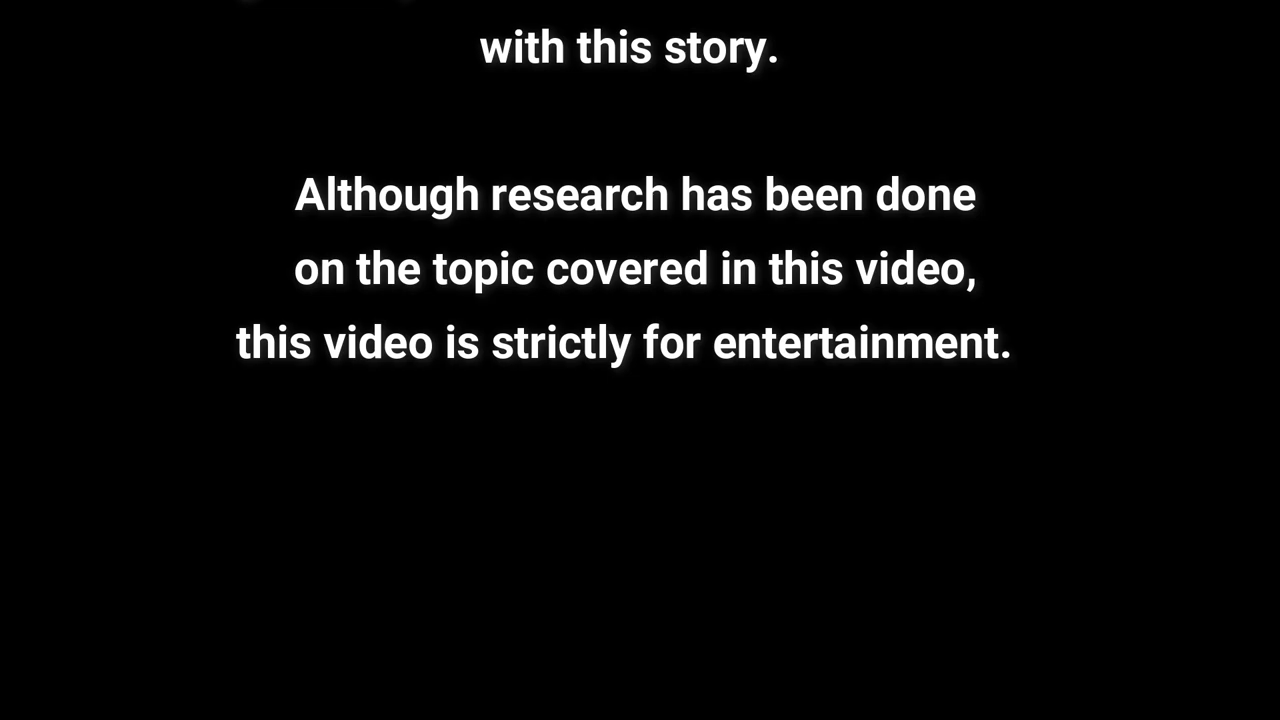 with this story.
Although research has been done
on the topic covered in this video,
this video is strictly for entertainment.